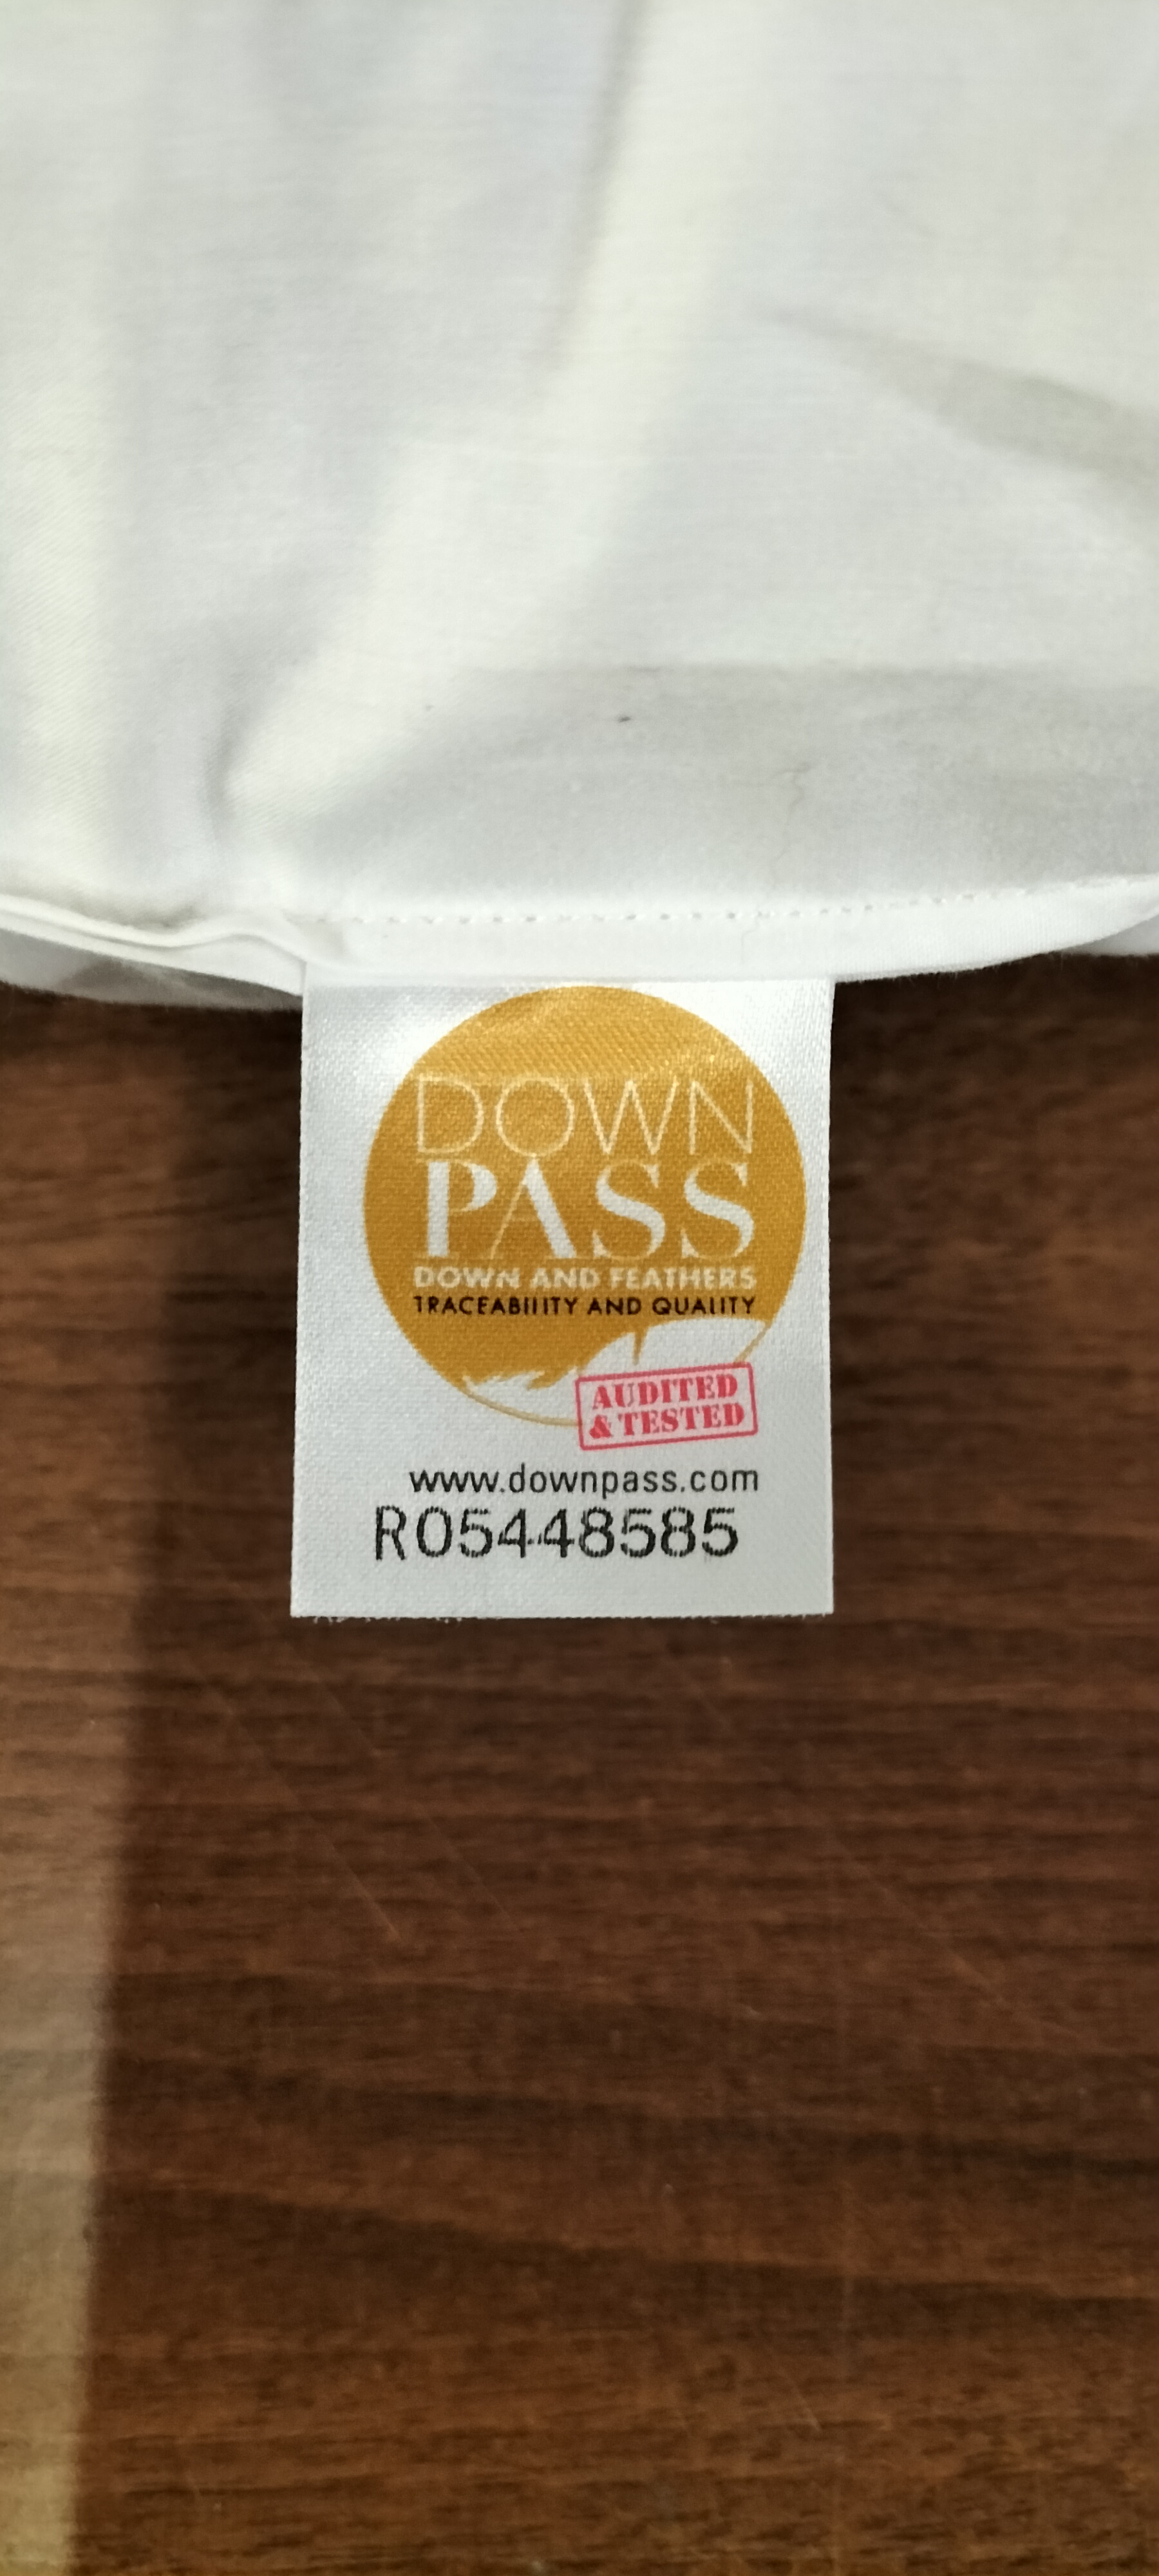 DOWN
PASS
DOWN AND FEATHERS
TRACEABILITY AND QUALITY
AUDITED
& TESTED
www.downpass.com
R05448585